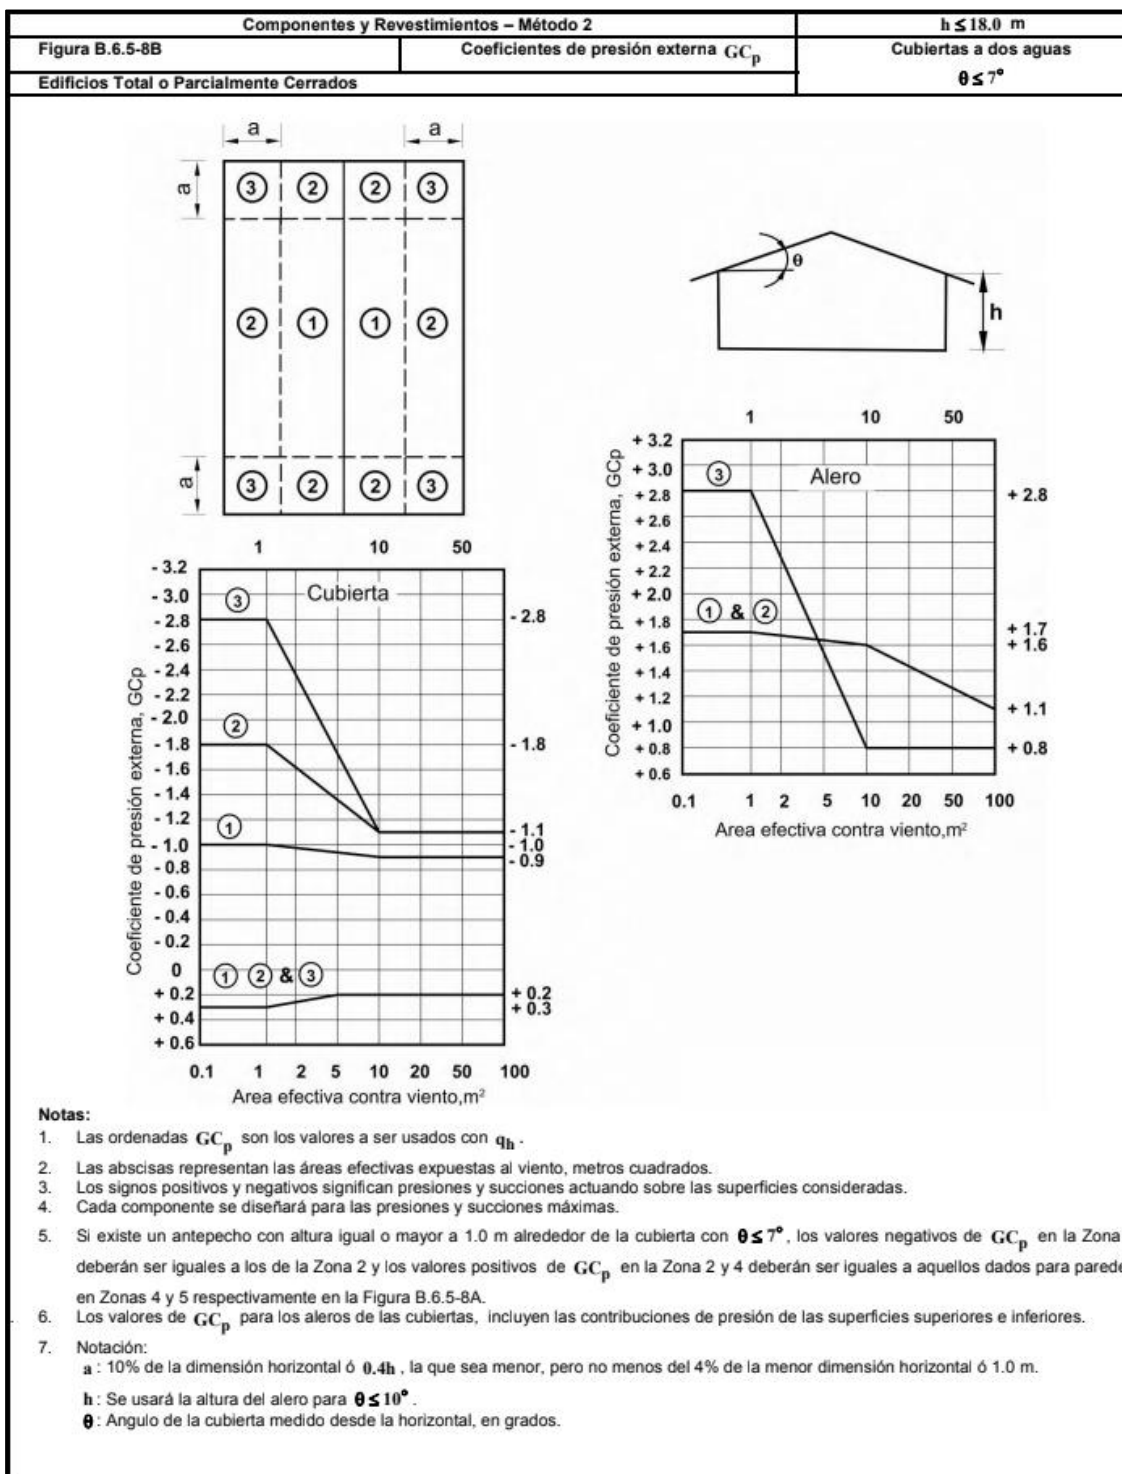 Componentes y Revestimientos – Método 2
h ≤ 18.0 m
Figura B.6.5-8B
Coeficientes de presión externa GCp
Cubiertas a dos aguas
θ ≤ 7°
Edificios Total o Parcialmente Cerrados
a a
a
3 2 2 3
2 1 1 2
a
3 2 2 3
θ
h
1 10 50
Alero
Coeficiente de presión externa, GCp
+ 3.2
+ 3.0
+ 2.8
+ 2.6
+ 2.4
+ 2.2
+ 2.0
+ 1.8
+ 1.6
+ 1.4
+ 1.2
+ 1.0
+ 0.8
+ 0.6
3
1 & 2
+ 2.8
+ 1.7
+ 1.6
+ 1.1
+ 0.8
0.1 1 2 5 10 20 50 100
Area efectiva contra viento,m²
1 10 50
Cubierta
Coeficiente de presión externa, GCp
- 3.2
- 3.0
- 2.8
- 2.6
- 2.4
- 2.2
- 2.0
- 1.8
- 1.6
- 1.4
- 1.2
- 1.0
- 0.8
- 0.6
- 0.4
- 0.2
0
+ 0.2
+ 0.4
+ 0.6
3
2
1
1 2 & 3
- 2.8
- 1.8
- 1.1
- 1.0
- 0.9
+ 0.2
+ 0.3
0.1 1 2 5 10 20 50 100
Area efectiva contra viento,m²
Notas:
1. Las ordenadas GCp son los valores a ser usados con qh .
2. Las abscisas representan las áreas efectivas expuestas al viento, metros cuadrados.
3. Los signos positivos y negativos significan presiones y succiones actuando sobre las superficies consideradas.
4. Cada componente se diseñará para las presiones y succiones máximas.
5. Si existe un antepecho con altura igual o mayor a 1.0 m alrededor de la cubierta con θ ≤ 7°, los valores negativos de GCp en la Zona
deberán ser iguales a los de la Zona 2 y los valores positivos de GCp en la Zona 2 y 4 deberán ser iguales a aquellos dados para parede
en Zonas 4 y 5 respectivamente en la Figura B.6.5-8A.
6. Los valores de GCp para los aleros de las cubiertas, incluyen las contribuciones de presión de las superficies superiores e inferiores.
7. Notación:
a : 10% de la dimensión horizontal ó 0.4h , la que sea menor, pero no menos del 4% de la menor dimensión horizontal ó 1.0 m.
h : Se usará la altura del alero para θ ≤ 10° .
θ : Angulo de la cubierta medido desde la horizontal, en grados.